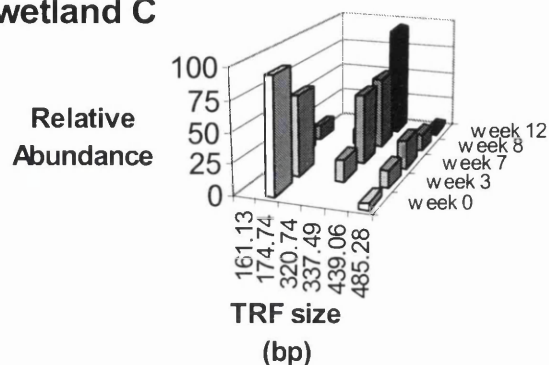 wetland C
Relative
Abundance
100
75
50
25
0
week 12
week 8
week 7
week 3
week 0
161.13
174.74
320.74
337.49
439.06
485.28
TRF size
(bp)